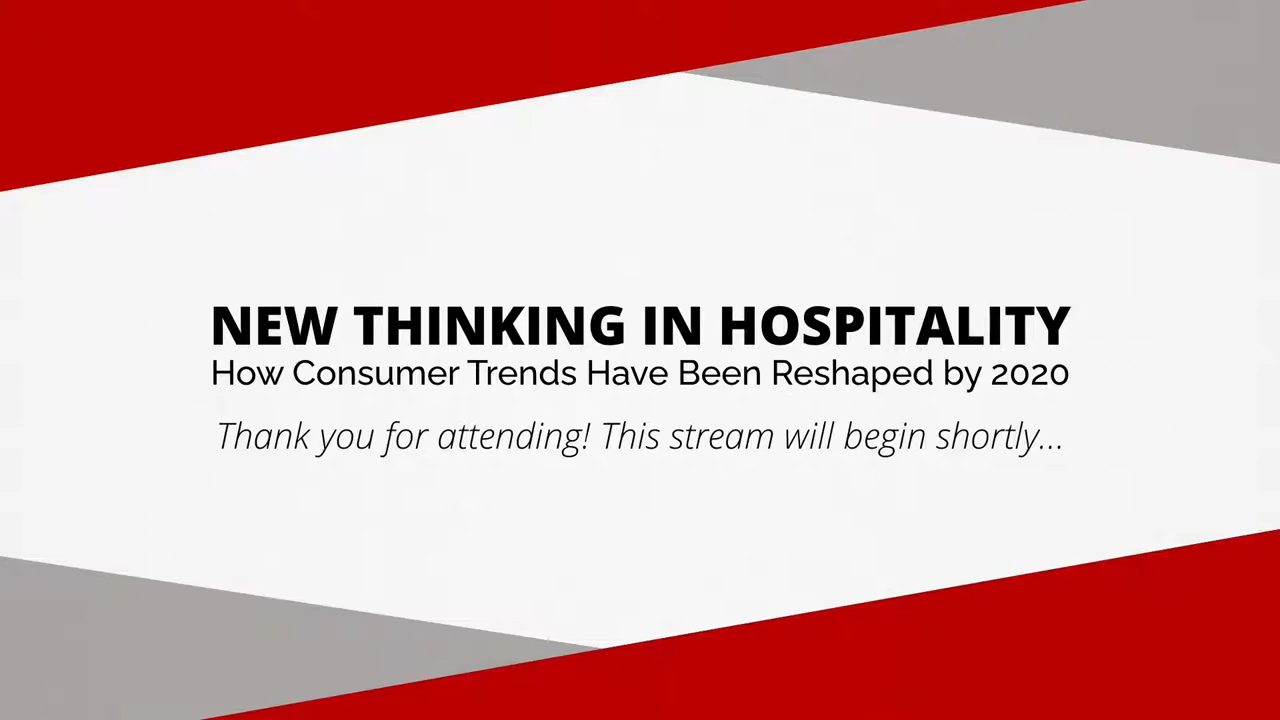 NEW THINKING IN HOSPITALITY
How Consumer Trends Have Been Reshaped by 2020
Thank you for attending! This stream will begin shortly...